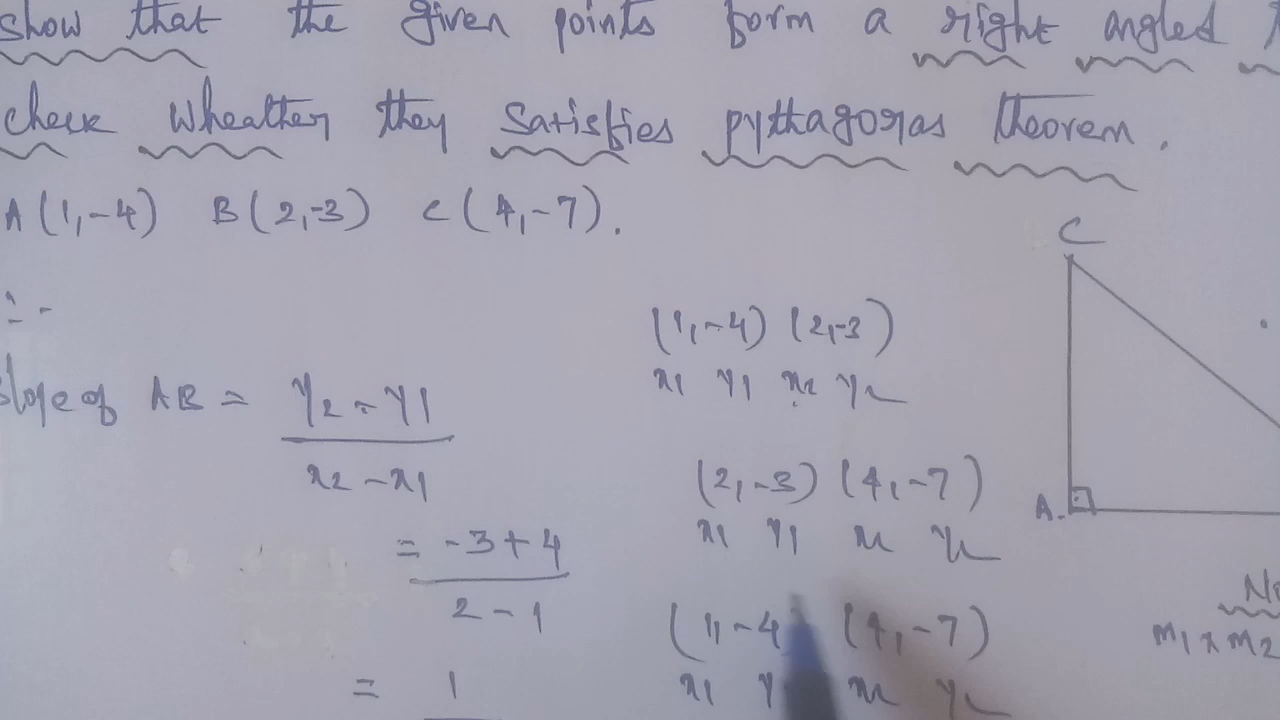 show that the given points form a right angled
check wheather they satisfies pythagoras theorem.
A(1,-4) B(2,-3) C(4,-7).
C
(1,-4) (2,-3)
x1 y1 x2 y2
slope of AB = y2 - y1
x2 - x1
(2,-3) (4,-7)
x1 y1 x2 y2
A
= -3+4
2-1
(1,-4) (4,-7)
m1 x m2
= 1
x1 y x2 y2